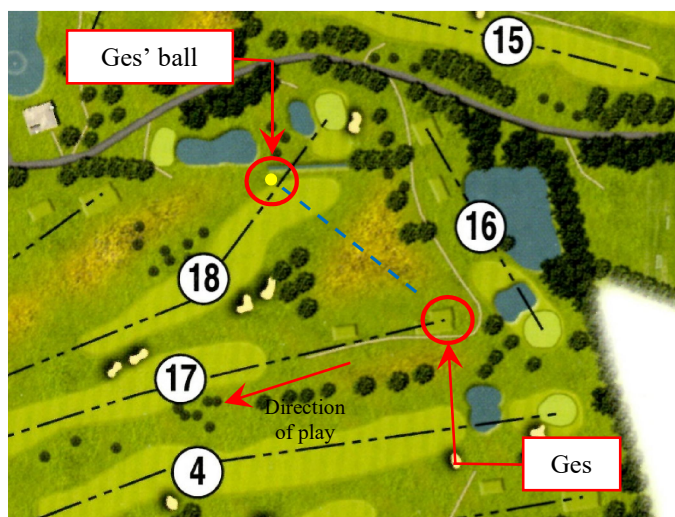 15
Ges’ ball
16
18
17
Direction
of play
4
Ges